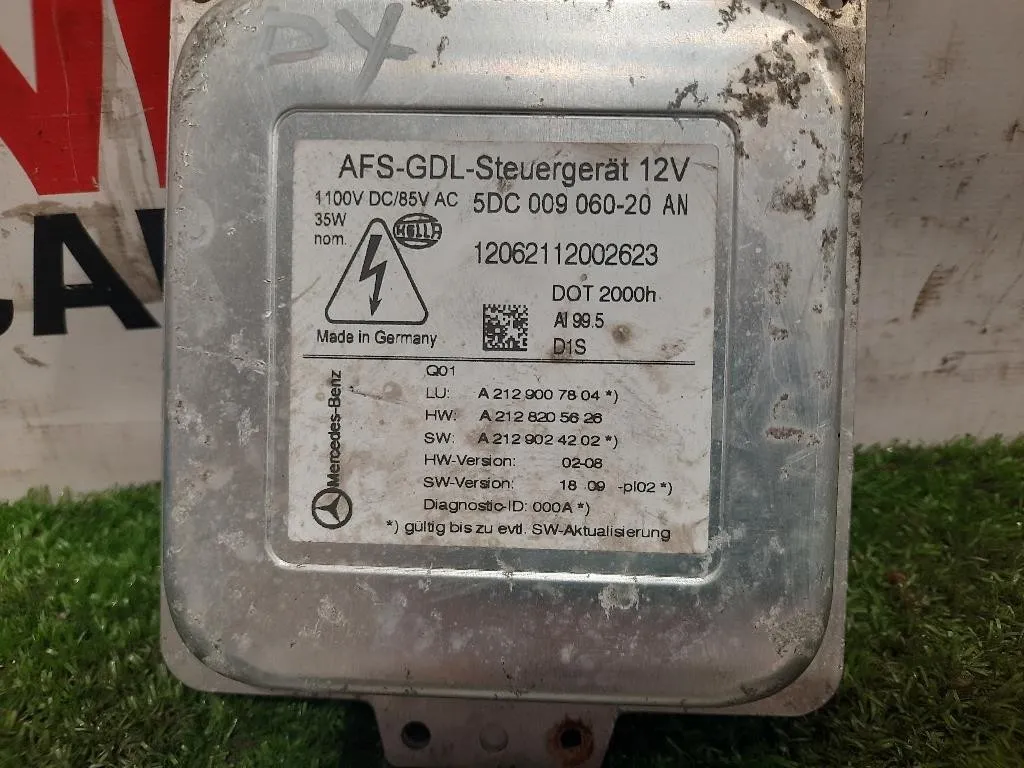 DY
CA
AFS-GDL-Steuergerät 12V
1100V DC/85V AC 5DC 009 060-20 AN
35W
nom.
HELLA
12062112002623
DOT 2000h
Al 99.5
Made in Germany
D1S
Mercedes-Benz
Q01
LU: A 212 900 78 04 *)
HW: A 212 820 56 26
SW: A 212 902 42 02 *)
HW-Version: 02-08
SW-Version: 18 09 -pl02 *)
Diagnostic-ID: 000A *)
*) gültig bis zu evtl. SW-Aktualisierung